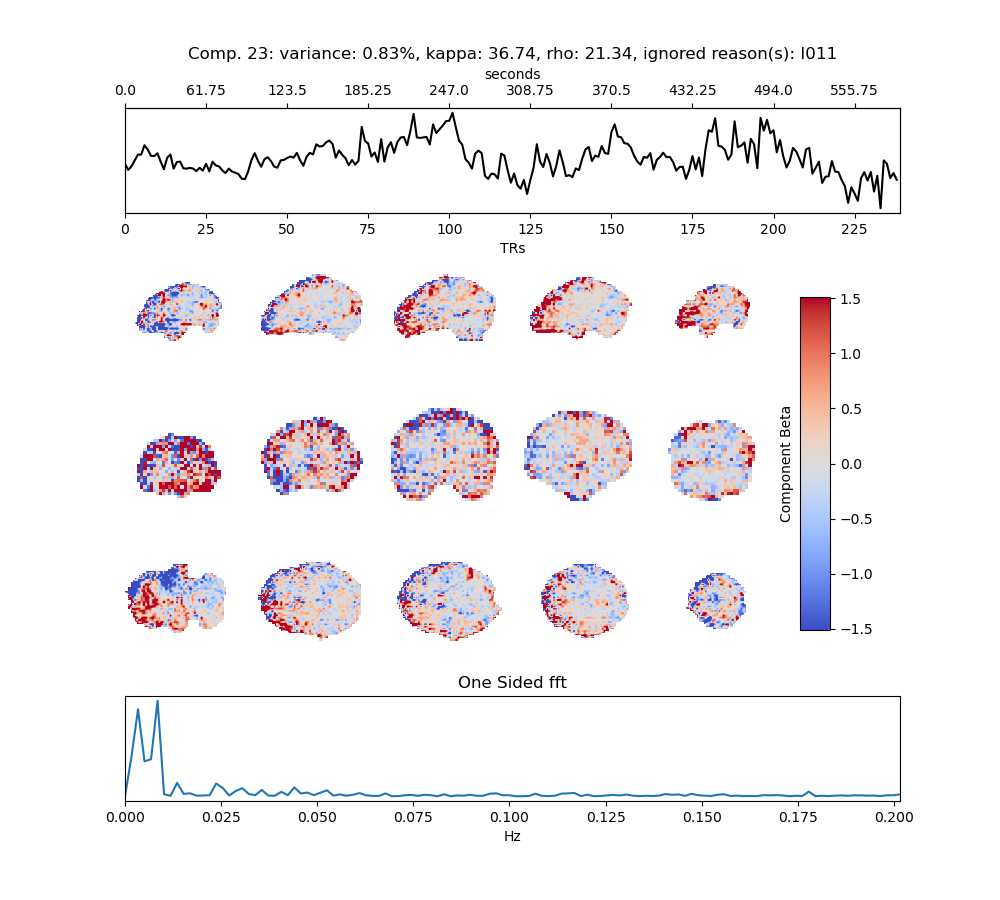 Comp. 23: variance: 0.83%, kappa: 36.74, rho: 21.34, ignored reason(s): I011
seconds
0.0 61.75 123.5 185.25 247.0 308.75 370.5 432.25 494.0 555.75
0 25 50 75 100 125 150 175 200 225
TRs
1.5
1.0
0.5
0.0
−0.5
−1.0
−1.5
Component Beta
One Sided fft
0.000 0.025 0.050 0.075 0.100 0.125 0.150 0.175 0.200
Hz